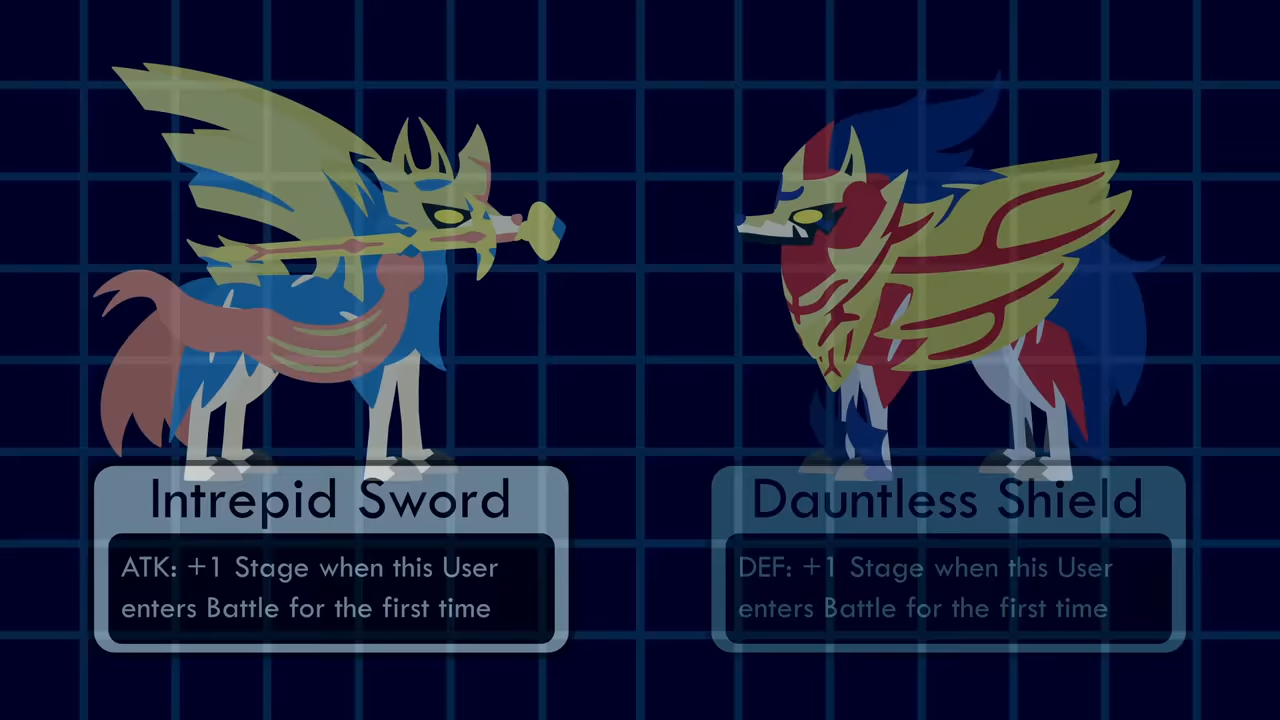 Intrepid Sword
ATK: +1 Stage when this User
enters Battle for the first time
Dauntless Shield
DEF: +1 Stage when this User
enters Battle for the first time